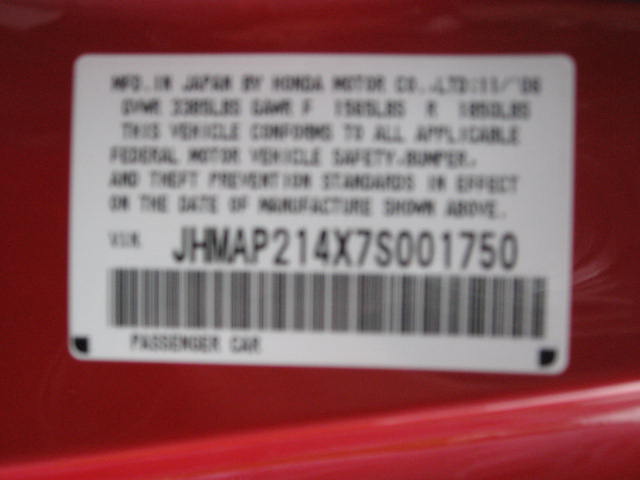 MFD. IN JAPAN BY HONDA MOTOR CO.,LTD:11/'06
GVWR 3385LBS GAWR F 1565LBS R 1850LBS
THIS VEHICLE CONFORMS TO ALL APPLICABLE
FEDERAL MOTOR VEHICLE SAFETY,BUMPER,
AND THEFT PREVENTION STANDARDS IN EFFECT
ON THE DATE OF MANUFACTURE SHOWN ABOVE.
VIN JHMAP214X7S001750
PASSENGER CAR